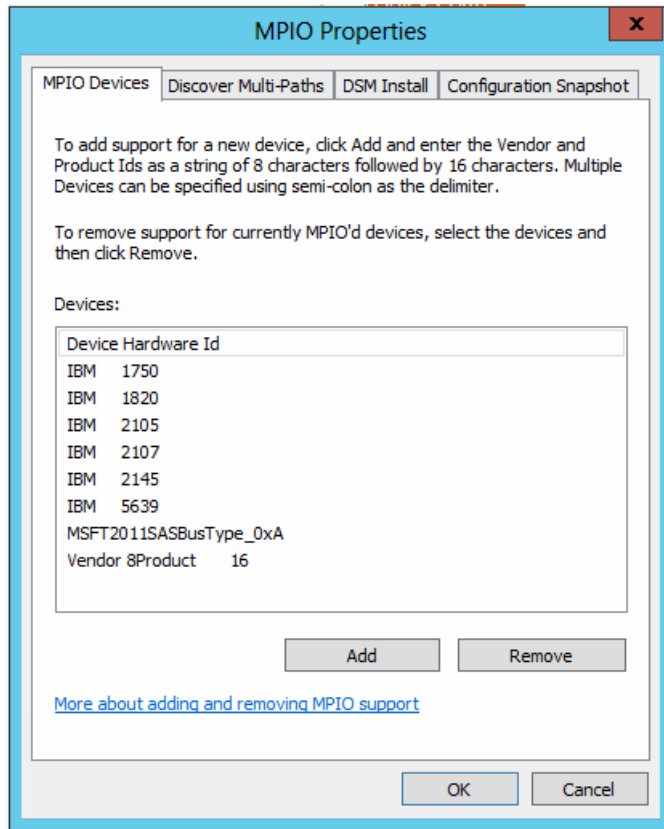 MPIO Properties
x
MPIO Devices Discover Multi-Paths DSM Install Configuration Snapshot
To add support for a new device, click Add and enter the Vendor and
Product Ids as a string of 8 characters followed by 16 characters. Multiple
Devices can be specified using semi-colon as the delimiter.
To remove support for currently MPIO'd devices, select the devices and
then click Remove.
Devices:
Device Hardware Id
IBM 1750
IBM 1820
IBM 2105
IBM 2107
IBM 2145
IBM 5639
MSFT2011SASBusType_0xA
Vendor 8Product 16
Add Remove
More about adding and removing MPIO support
OK Cancel